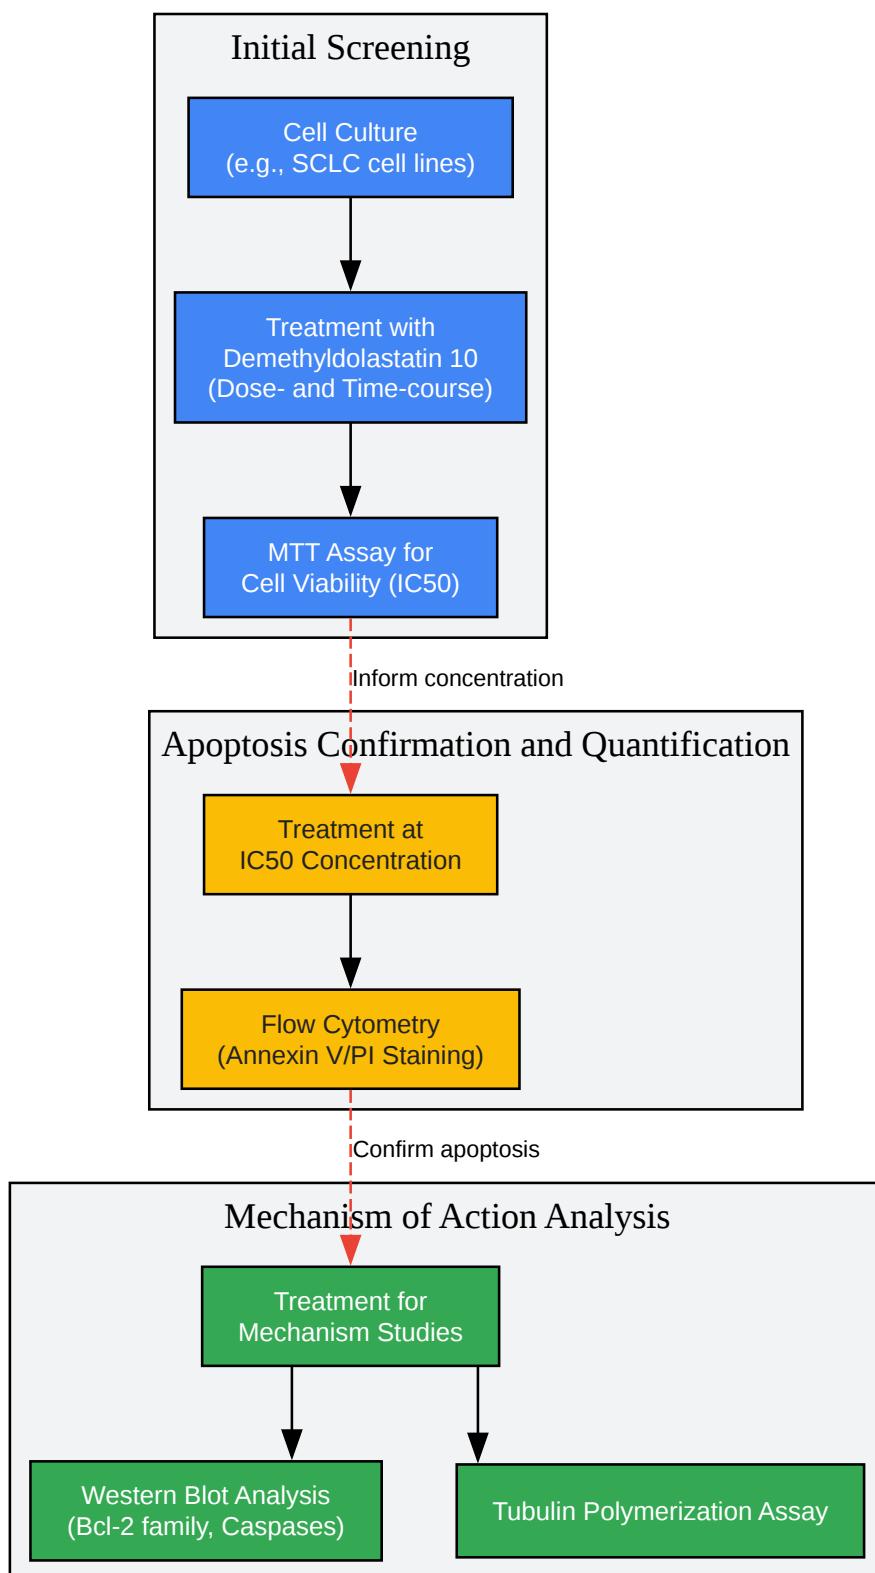 Initial Screening
Cell Culture
(e.g., SCLC cell lines)
Treatment with
Demethyldolastatin 10
(Dose- and Time-course)
MTT Assay for
Cell Viability (IC50)
Inform concentration
Apoptosis Confirmation and Quantification
Treatment at
IC50 Concentration
Flow Cytometry
(Annexin V/PI Staining)
Confirm apoptosis
Mechanism of Action Analysis
Treatment for
Mechanism Studies
Western Blot Analysis
(Bcl-2 family, Caspases)
Tubulin Polymerization Assay